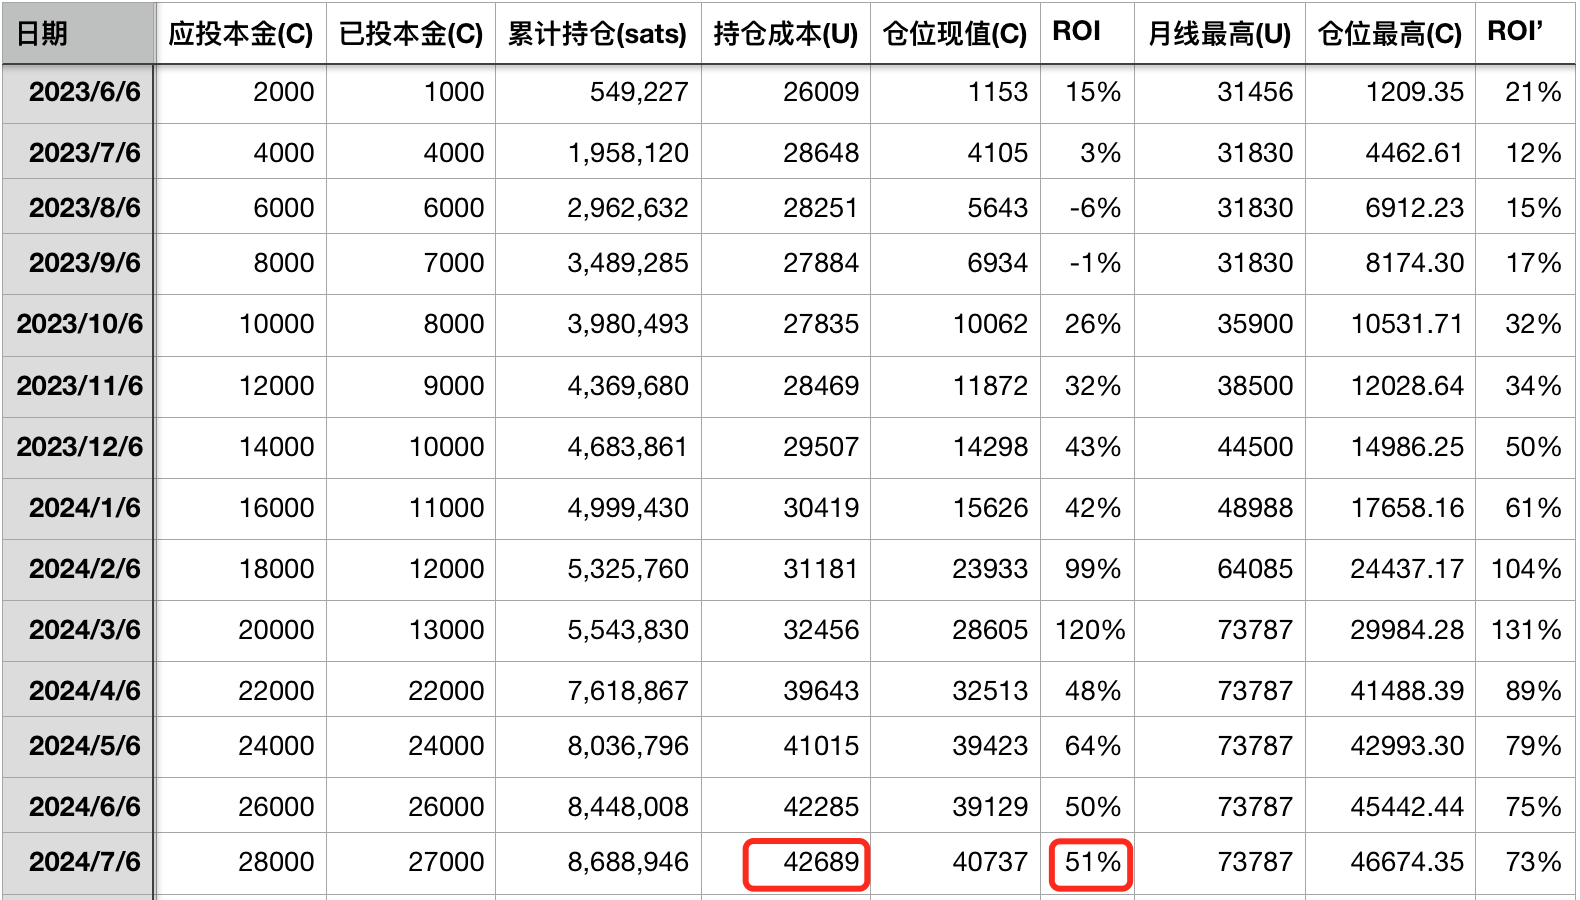 日期 应投本金(C) 已投本金(C) 累计持仓(sats) 持仓成本(U) 仓位现值(C) ROI 月线最高(U) 仓位最高(C) ROI’
2023/6/6 2000 1000 549,227 26009 1153 15% 31456 1209.35 21%
2023/7/6 4000 4000 1,958,120 28648 4105 3% 31830 4462.61 12%
2023/8/6 6000 6000 2,962,632 28251 5643 -6% 31830 6912.23 15%
2023/9/6 8000 7000 3,489,285 27884 6934 -1% 31830 8174.30 17%
2023/10/6 10000 8000 3,980,493 27835 10062 26% 35900 10531.71 32%
2023/11/6 12000 9000 4,369,680 28469 11872 32% 38500 12028.64 34%
2023/12/6 14000 10000 4,683,861 29507 14298 43% 44500 14986.25 50%
2024/1/6 16000 11000 4,999,430 30419 15626 42% 48988 17658.16 61%
2024/2/6 18000 12000 5,325,760 31181 23933 99% 64085 24437.17 104%
2024/3/6 20000 13000 5,543,830 32456 28605 120% 73787 29984.28 131%
2024/4/6 22000 22000 7,618,867 39643 32513 48% 73787 41488.39 89%
2024/5/6 24000 24000 8,036,796 41015 39423 64% 73787 42993.30 79%
2024/6/6 26000 26000 8,448,008 42285 39129 50% 73787 45442.44 75%
2024/7/6 28000 27000 8,688,946 42689 40737 51% 73787 46674.35 73%